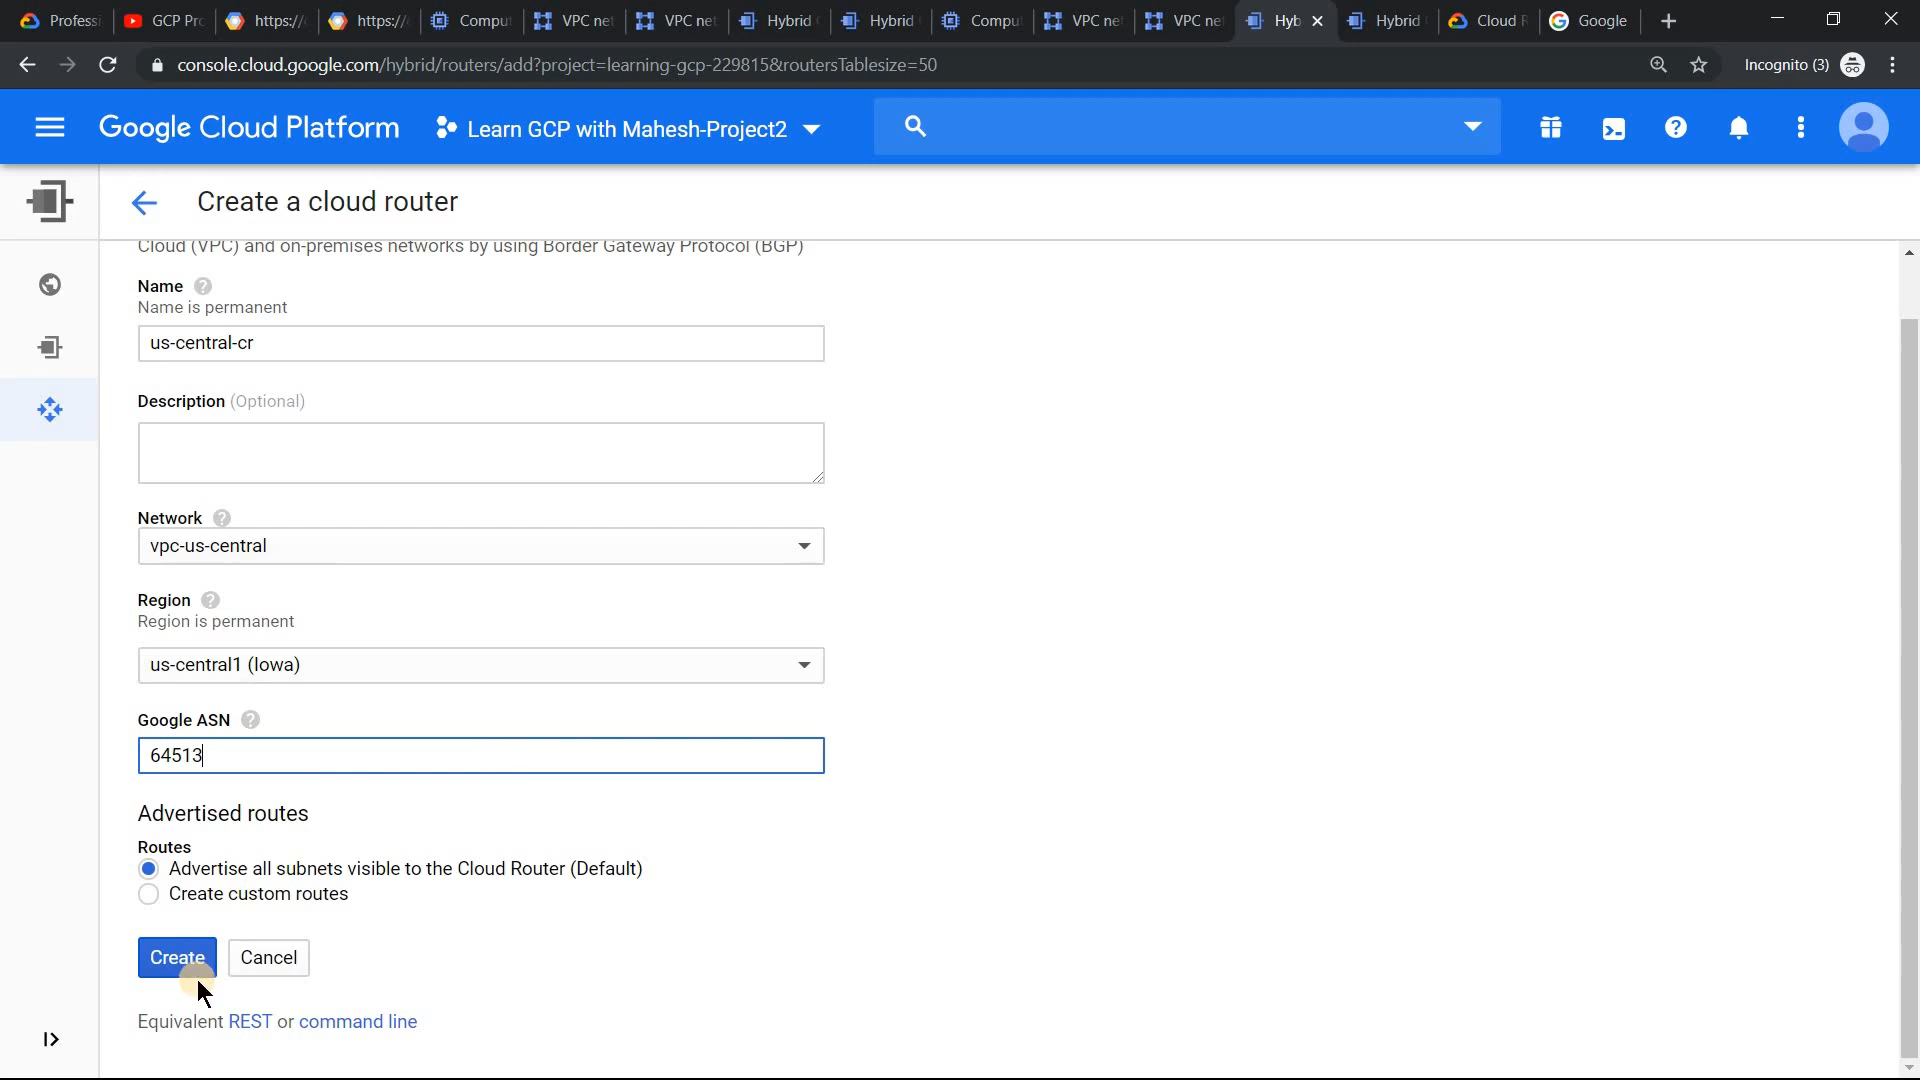 Profess
GCP Pro
https://
https://
Comput
VPC net
VPC net
Hybrid
Hybrid
Comput
VPC net
VPC net
Hyb
Hybrid
Cloud R
Google
console.cloud.google.com/hybrid/routers/add?project=learning-gcp-229815&routersTablesize=50
Incognito (3)
Google Cloud Platform
Learn GCP with Mahesh-Project2
Create a cloud router
Cloud (VPC) and on-premises networks by using Border Gateway Protocol (BGP)
Name
Name is permanent
us-central-cr
Description (Optional)
Network
vpc-us-central
Region
Region is permanent
us-central1 (Iowa)
Google ASN
64513
Advertised routes
Routes
Advertise all subnets visible to the Cloud Router (Default)
Create custom routes
Create
Cancel
Equivalent REST or command line